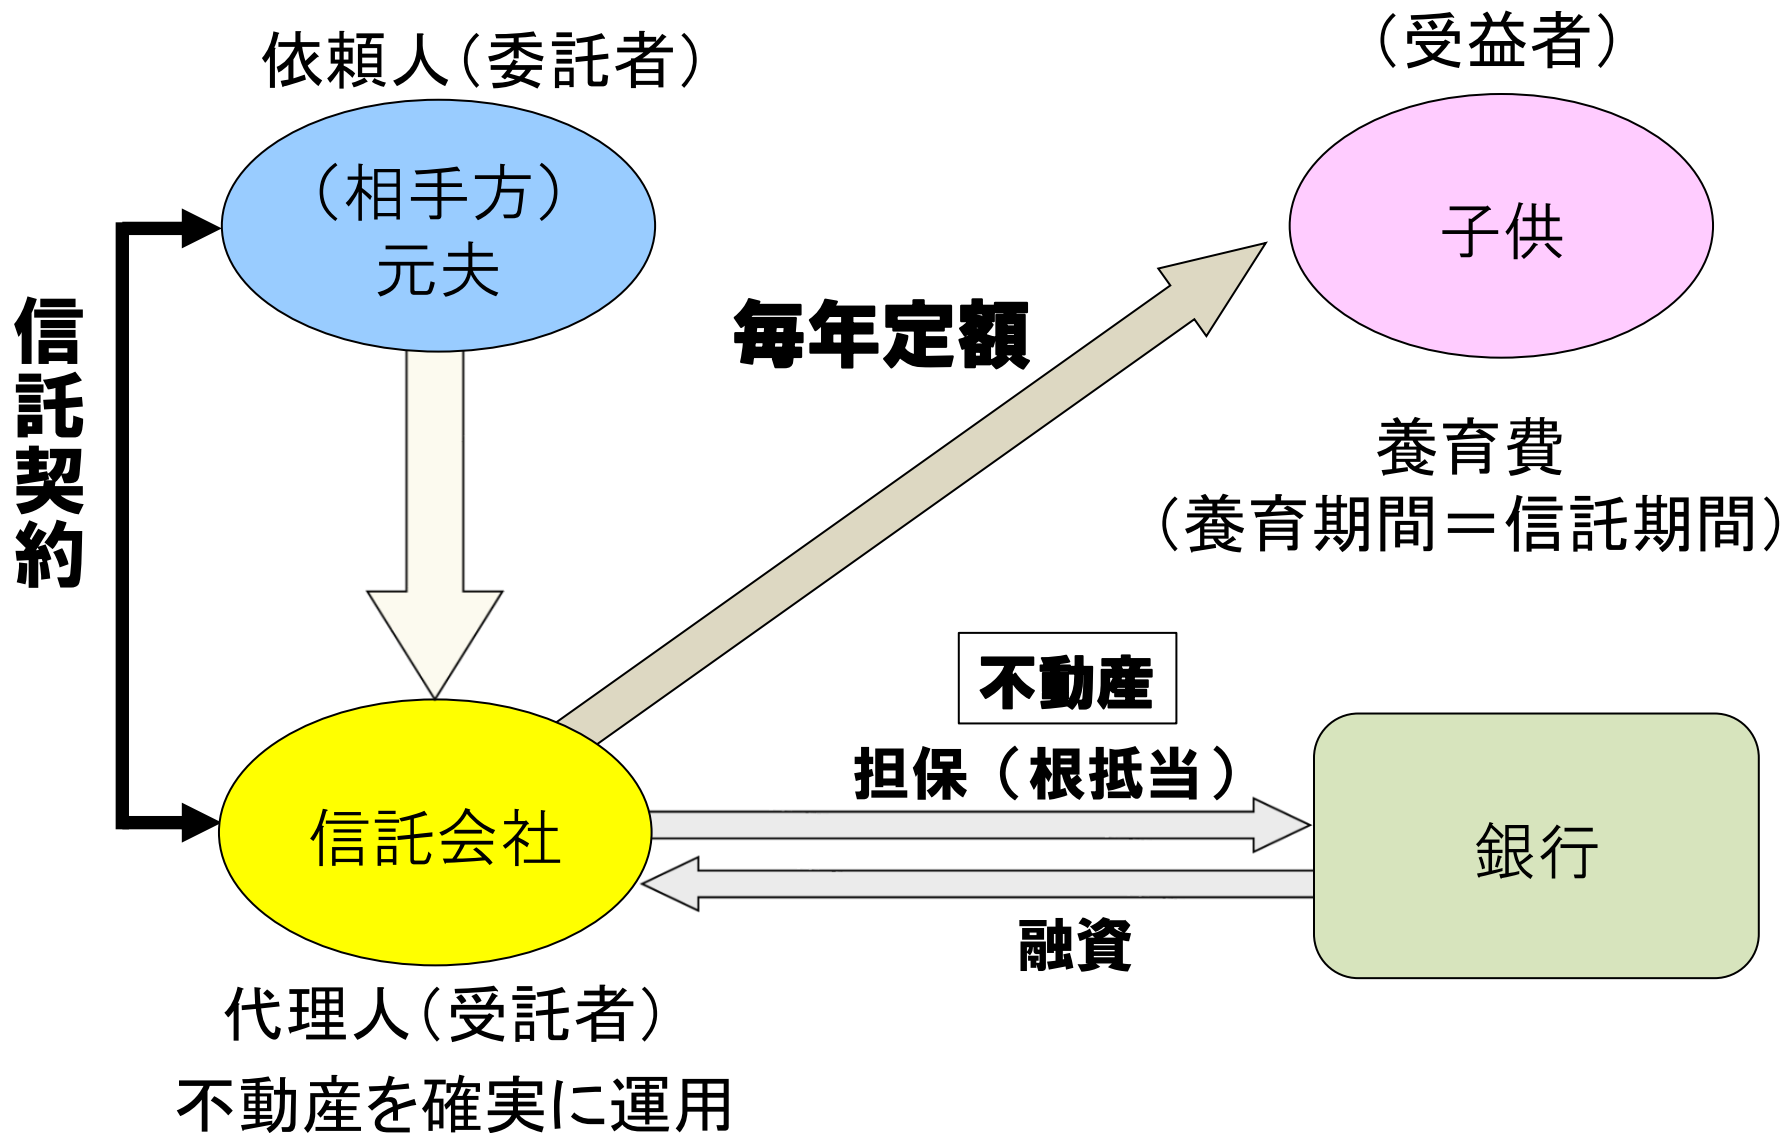 依頼人（委託者）
（受益者）
（相手方）
元夫
子供
信託契約
毎年定額
養育費
（養育期間＝信託期間）
不動産
担保（根抵当）
信託会社
銀行
融資
代理人（受託者）
不動産を確実に運用